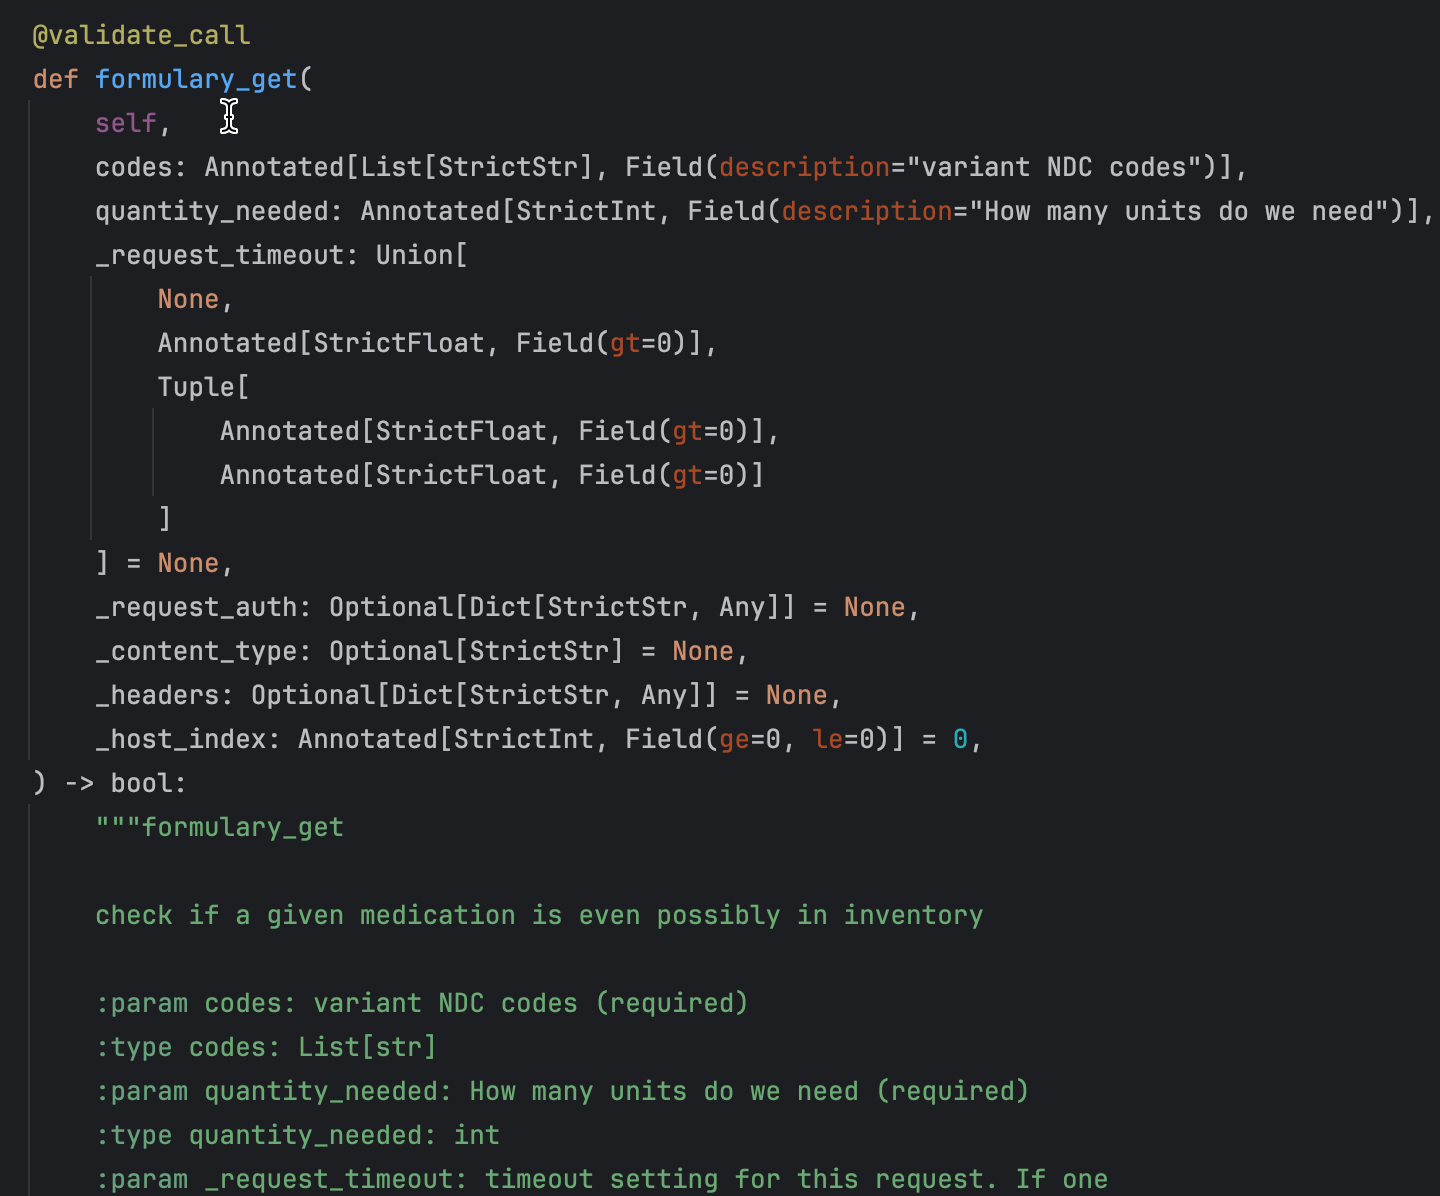 @validate_call
def formulary_get(
    self,
    codes: Annotated[List[StrictStr], Field(description="variant NDC codes")],
    quantity_needed: Annotated[StrictInt, Field(description="How many units do we need")],
    _request_timeout: Union[
        None,
        Annotated[StrictFloat, Field(gt=0)],
        Tuple[
            Annotated[StrictFloat, Field(gt=0)],
            Annotated[StrictFloat, Field(gt=0)]
        ]
    ] = None,
    _request_auth: Optional[Dict[StrictStr, Any]] = None,
    _content_type: Optional[StrictStr] = None,
    _headers: Optional[Dict[StrictStr, Any]] = None,
    _host_index: Annotated[StrictInt, Field(ge=0, le=0)] = 0,
) -> bool:
    """formulary_get
    check if a given medication is even possibly in inventory
    :param codes: variant NDC codes (required)
    :type codes: List[str]
    :param quantity_needed: How many units do we need (required)
    :type quantity_needed: int
    :param _request_timeout: timeout setting for this request. If one